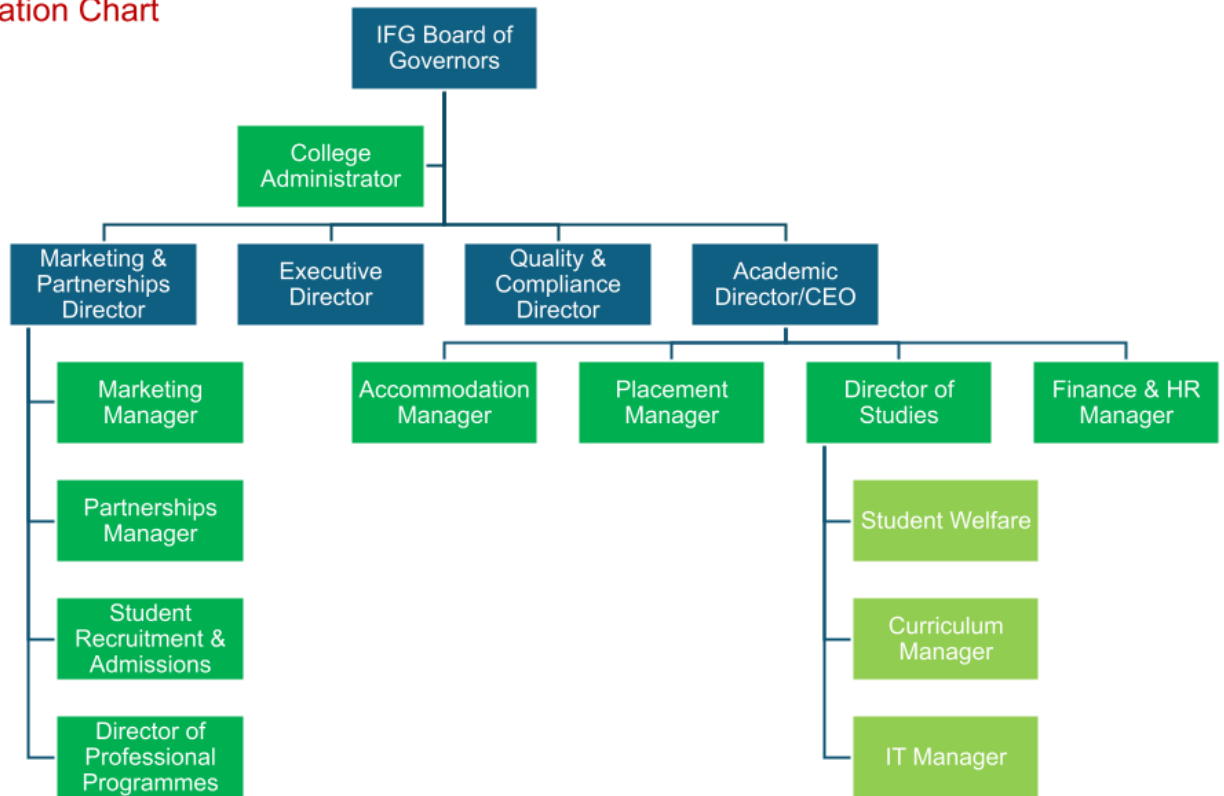 ation Chart
IFG Board of
Governors
College
Administrator
Marketing &
Partnerships
Director
Executive
Director
Quality &
Compliance
Director
Academic
Director/CEO
Marketing
Manager
Accommodation
Manager
Placement
Manager
Director of
Studies
Finance & HR
Manager
Partnerships
Manager
Student Welfare
Student
Recruitment &
Admissions
Curriculum
Manager
Director of
Professional
Programmes
IT Manager